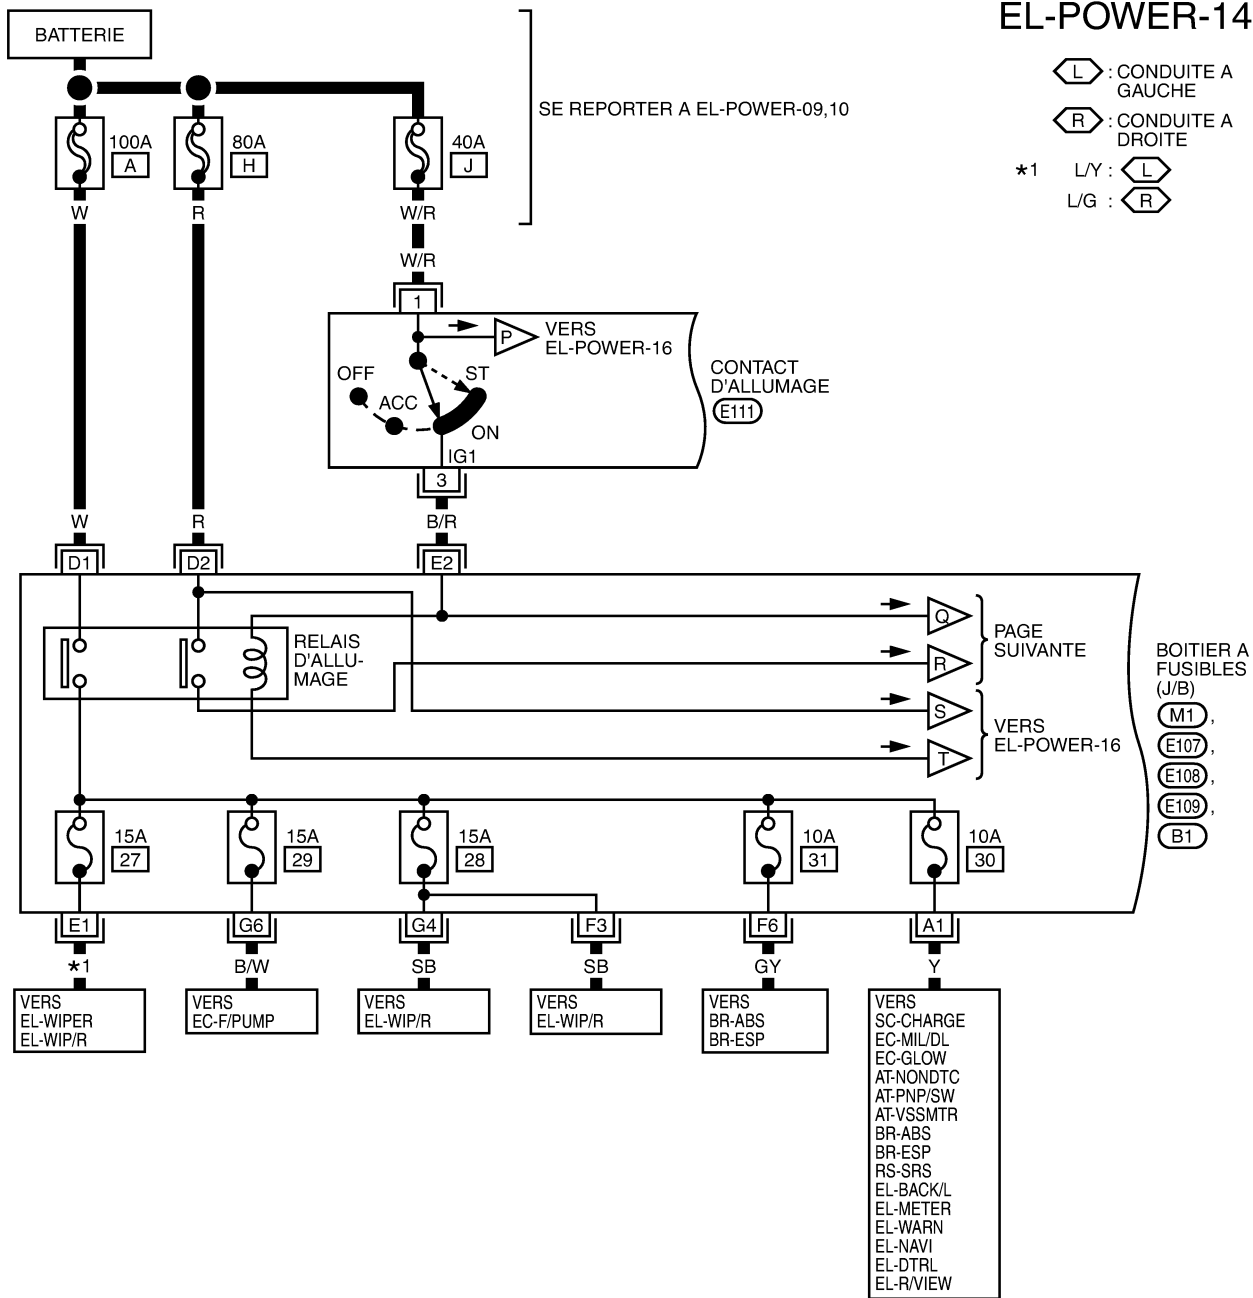 EL-POWER-14
BATTERIE
L : CONDUITE A
GAUCHE
R : CONDUITE A
DROITE
*1 L/Y : L
L/G : R
SE REPORTER A EL-POWER-09,10
100A
A
80A
H
40A
J
W
R
W/R
W/R
1
P
VERS
EL-POWER-16
OFF
ACC
ST
ON
IG1
CONTACT
D'ALLUMAGE
E111
3
W
R
B/R
D1
D2
E2
RELAIS
D'ALLU-
MAGE
Q
R
PAGE
SUIVANTE
S
T
VERS
EL-POWER-16
BOITIER A
FUSIBLES
(J/B)
M1 ,
E107 ,
E108 ,
E109 ,
B1
15A
27
15A
29
15A
28
10A
31
10A
30
E1
G6
G4
F3
F6
A1
*1
B/W
SB
SB
GY
Y
VERS
EL-WIPER
EL-WIP/R
VERS
EC-F/PUMP
VERS
EL-WIP/R
VERS
EL-WIP/R
VERS
BR-ABS
BR-ESP
VERS
SC-CHARGE
EC-MIL/DL
EC-GLOW
AT-NONDTC
AT-PNP/SW
AT-VSSMTR
BR-ABS
BR-ESP
RS-SRS
EL-BACK/L
EL-METER
EL-WARN
EL-NAVI
EL-DTRL
EL-R/VIEW